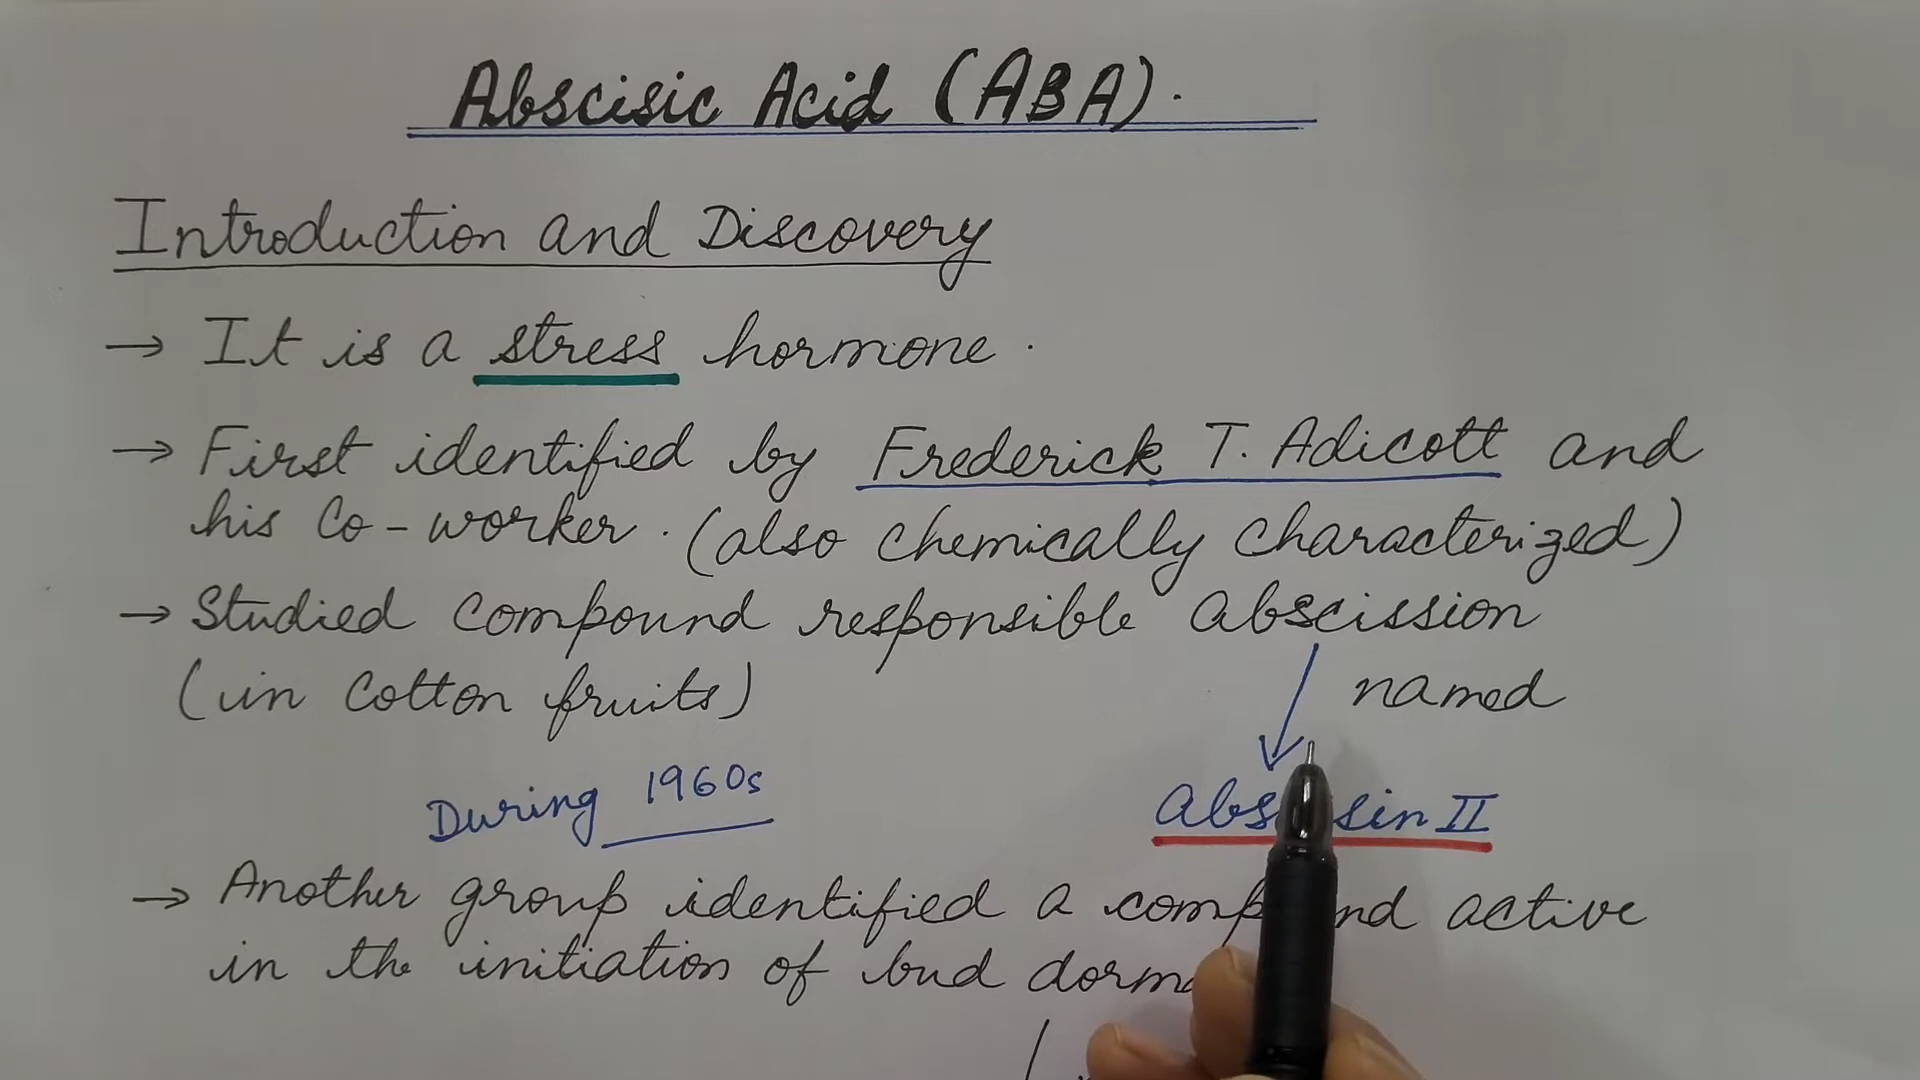 Abscisic Acid (ABA).
Introduction and Discovery
→ It is a stress hormone.
→ First identified by Frederick T. Adicott and
his Co-worker. (also chemically characterized)
→ Studied compound responsible abscission
(in Cotton fruits)
named
During 1960s
II
→ Another group identified a active
in the initiation of bud